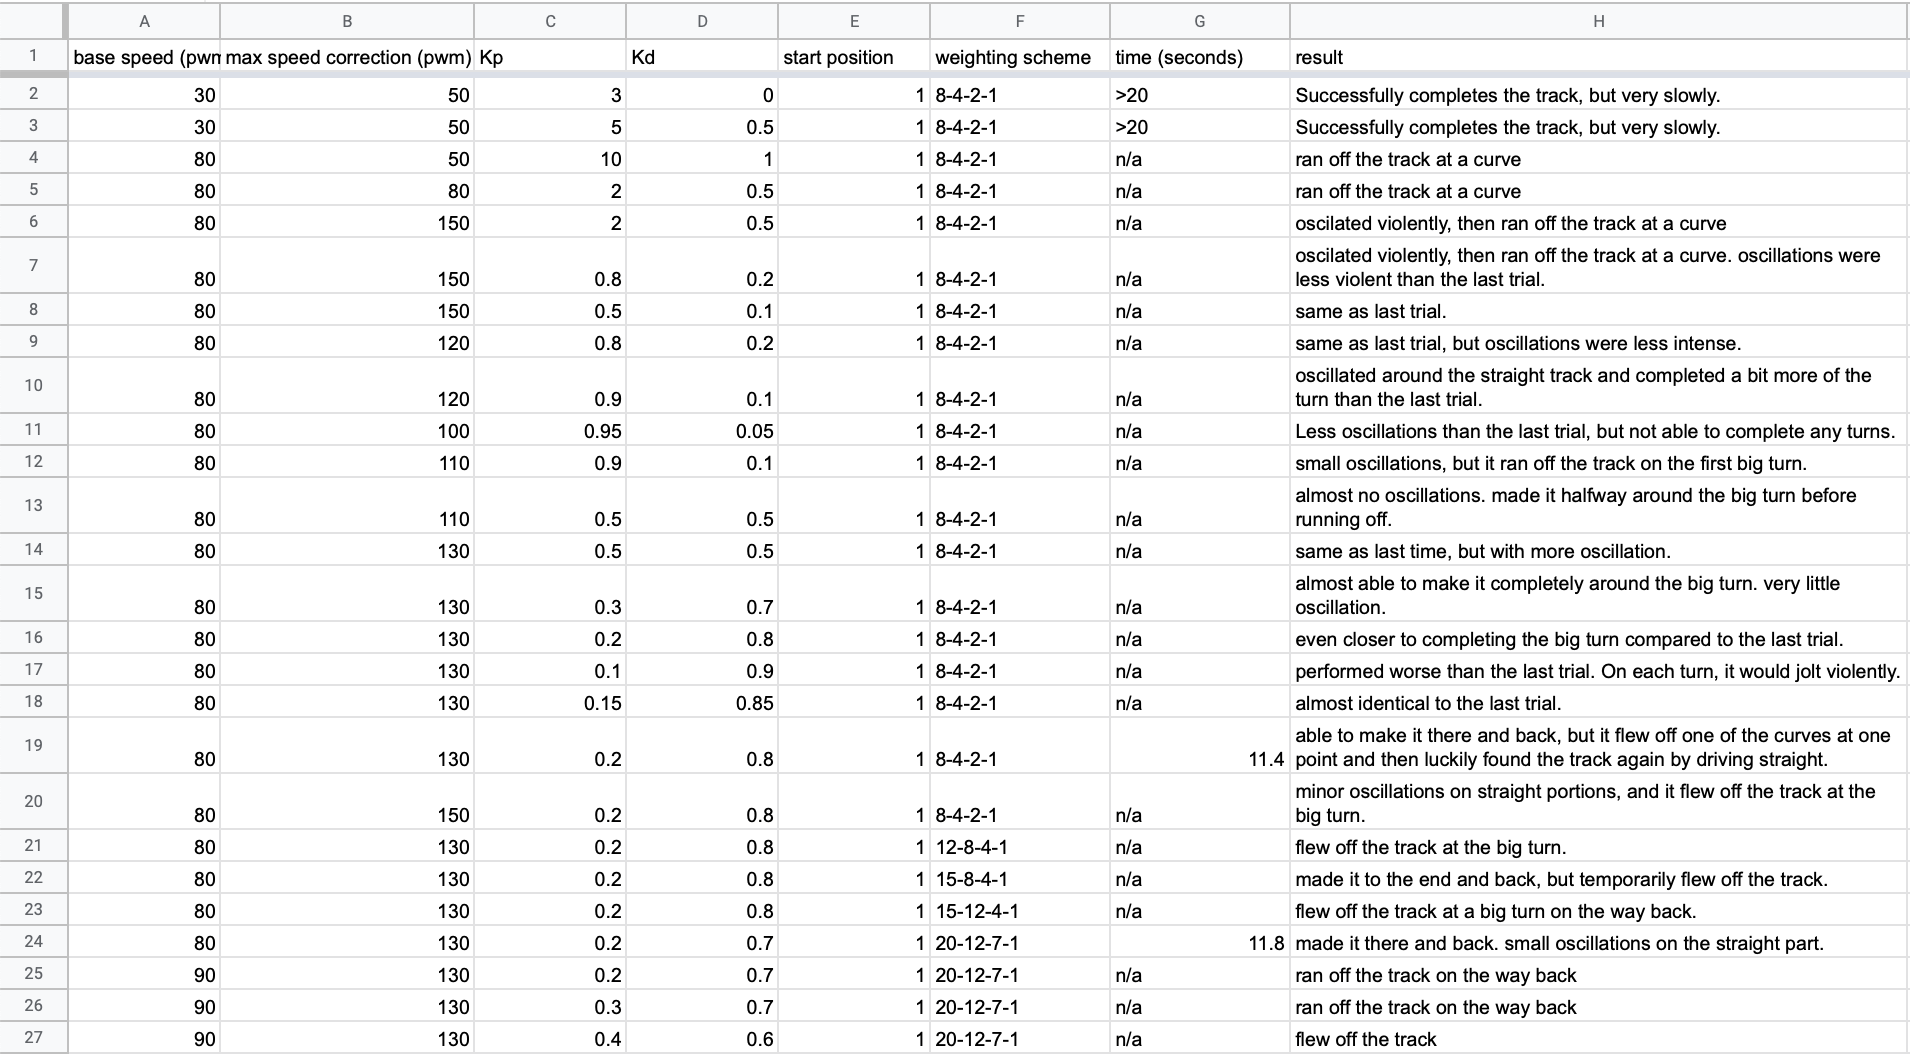 A B C D E F G H
1 base speed (pwm max speed correction (pwm) Kp Kd start position weighting scheme time (seconds) result
2 30 50 3 0 1 8-4-2-1 >20 Successfully completes the track, but very slowly.
3 30 50 5 0.5 1 8-4-2-1 >20 Successfully completes the track, but very slowly.
4 80 50 10 1 1 8-4-2-1 n/a ran off the track at a curve
5 80 80 2 0.5 1 8-4-2-1 n/a ran off the track at a curve
6 80 150 2 0.5 1 8-4-2-1 n/a oscilated violently, then ran off the track at a curve
7 80 150 0.8 0.2 1 8-4-2-1 n/a oscilated violently, then ran off the track at a curve. oscillations were
less violent than the last trial.
8 80 150 0.5 0.1 1 8-4-2-1 n/a same as last trial.
9 80 120 0.8 0.2 1 8-4-2-1 n/a same as last trial, but oscillations were less intense.
10 80 120 0.9 0.1 1 8-4-2-1 n/a oscillated around the straight track and completed a bit more of the
turn than the last trial.
11 80 100 0.95 0.05 1 8-4-2-1 n/a Less oscillations than the last trial, but not able to complete any turns.
12 80 110 0.9 0.1 1 8-4-2-1 n/a small oscillations, but it ran off the track on the first big turn.
13 80 110 0.5 0.5 1 8-4-2-1 n/a almost no oscillations. made it halfway around the big turn before
running off.
14 80 130 0.5 0.5 1 8-4-2-1 n/a same as last time, but with more oscillation.
15 80 130 0.3 0.7 1 8-4-2-1 n/a almost able to make it completely around the big turn. very little
oscillation.
16 80 130 0.2 0.8 1 8-4-2-1 n/a even closer to completing the big turn compared to the last trial.
17 80 130 0.1 0.9 1 8-4-2-1 n/a performed worse than the last trial. On each turn, it would jolt violently.
18 80 130 0.15 0.85 1 8-4-2-1 n/a almost identical to the last trial.
19 80 130 0.2 0.8 1 8-4-2-1 11.4 able to make it there and back, but it flew off one of the curves at one
point and then luckily found the track again by driving straight.
20 80 150 0.2 0.8 1 8-4-2-1 n/a minor oscillations on straight portions, and it flew off the track at the
big turn.
21 80 130 0.2 0.8 1 12-8-4-1 n/a flew off the track at the big turn.
22 80 130 0.2 0.8 1 15-8-4-1 n/a made it to the end and back, but temporarily flew off the track.
23 80 130 0.2 0.8 1 15-12-4-1 n/a flew off the track at a big turn on the way back.
24 80 130 0.2 0.7 1 20-12-7-1 11.8 made it there and back. small oscillations on the straight part.
25 90 130 0.2 0.7 1 20-12-7-1 n/a ran off the track on the way back
26 90 130 0.3 0.7 1 20-12-7-1 n/a ran off the track on the way back
27 90 130 0.4 0.6 1 20-12-7-1 n/a flew off the track